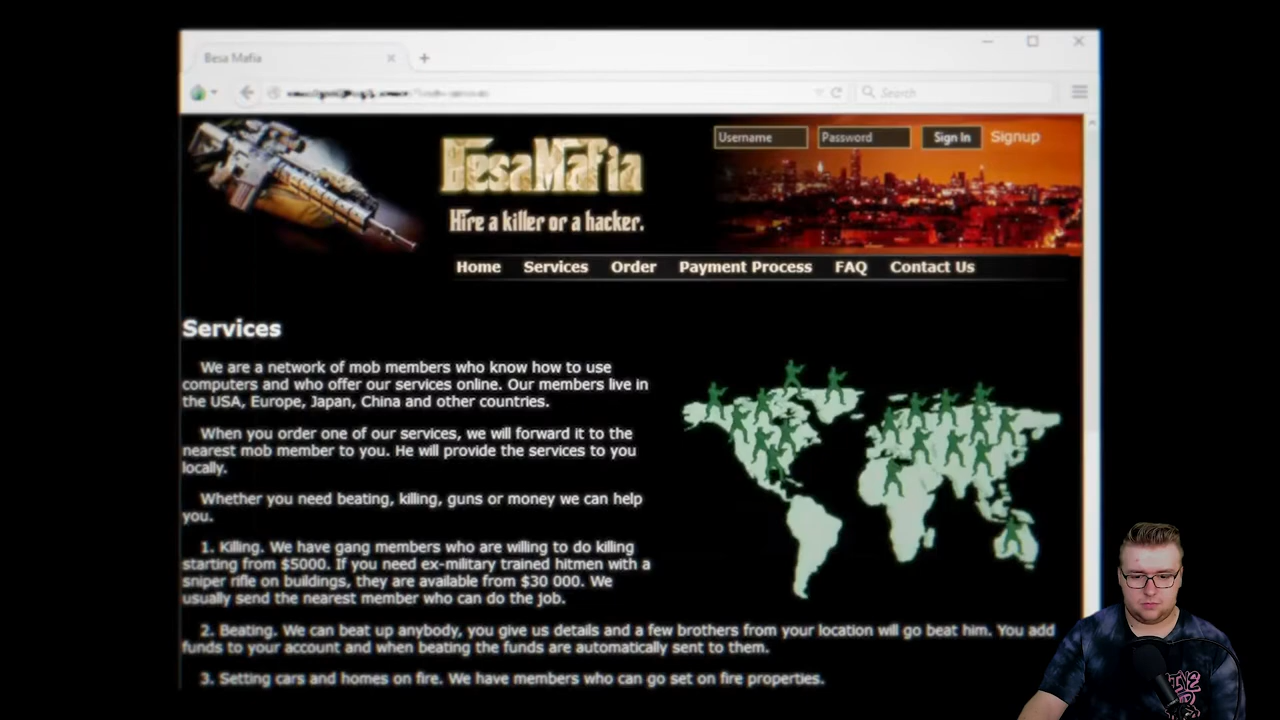 Besa Mafia
Search
Username
Password
Sign In
Signup
BesaMafia
Hire a killer or a hacker.
Home
Services
Order
Payment Process
FAQ
Contact Us
Services
We are a network of mob members who know how to use
computers and who offer our services online. Our members live in
the USA, Europe, Japan, China and other countries.
When you order one of our services, we will forward it to the
nearest mob member to you. He will provide the services to you
locally.
Whether you need beating, killing, guns or money we can help
you.
1. Killing. We have gang members who are willing to do killing
starting from $5000. If you need ex-military trained hitmen with a
sniper rifle on buildings, they are available from $30 000. We
usually send the nearest member who can do the job.
2. Beating. We can beat up anybody, you give us details and a few brothers from your location will go beat him. You add
funds to your account and when beating the funds are automatically sent to them.
3. Setting cars and homes on fire. We have members who can go set on fire properties.